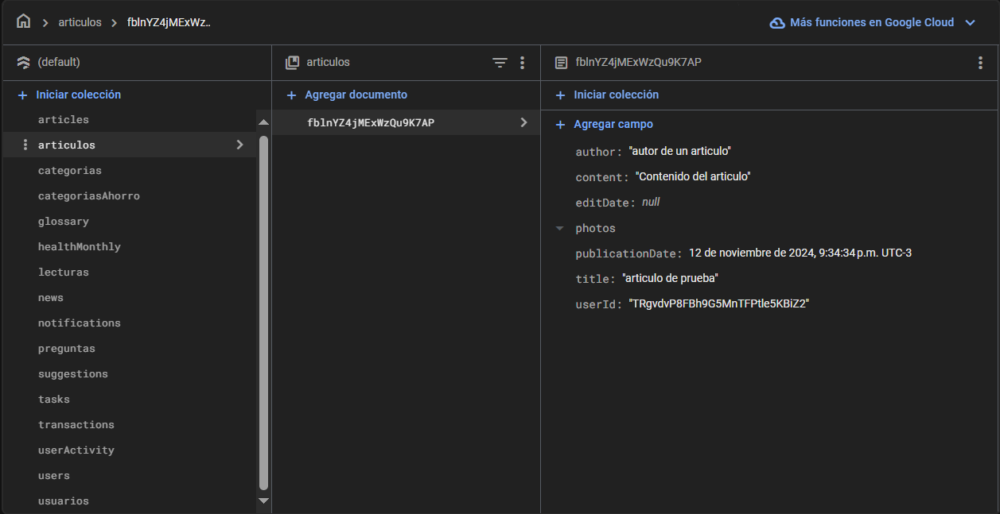 articulos fblnYZ4jMExWz.. Más funciones en Google Cloud
(default)
Iniciar colección
articles
articulos
categorias
categoriasAhorro
glossary
healthMonthly
lecturas
news
notifications
preguntas
suggestions
tasks
transactions
userActivity
users
usuarios
articulos
Agregar documento
fblnYZ4jMExWzQu9K7AP
fblnYZ4jMExWzQu9K7AP
Iniciar colección
Agregar campo
author: "autor de un articulo"
content: "Contenido del articulo"
editDate: null
photos
publicationDate: 12 de noviembre de 2024, 9:34:34 p.m. UTC-3
title: "articulo de prueba"
userId: "TRgvdvP8FBh9G5MnTFPtle5KBiZ2"